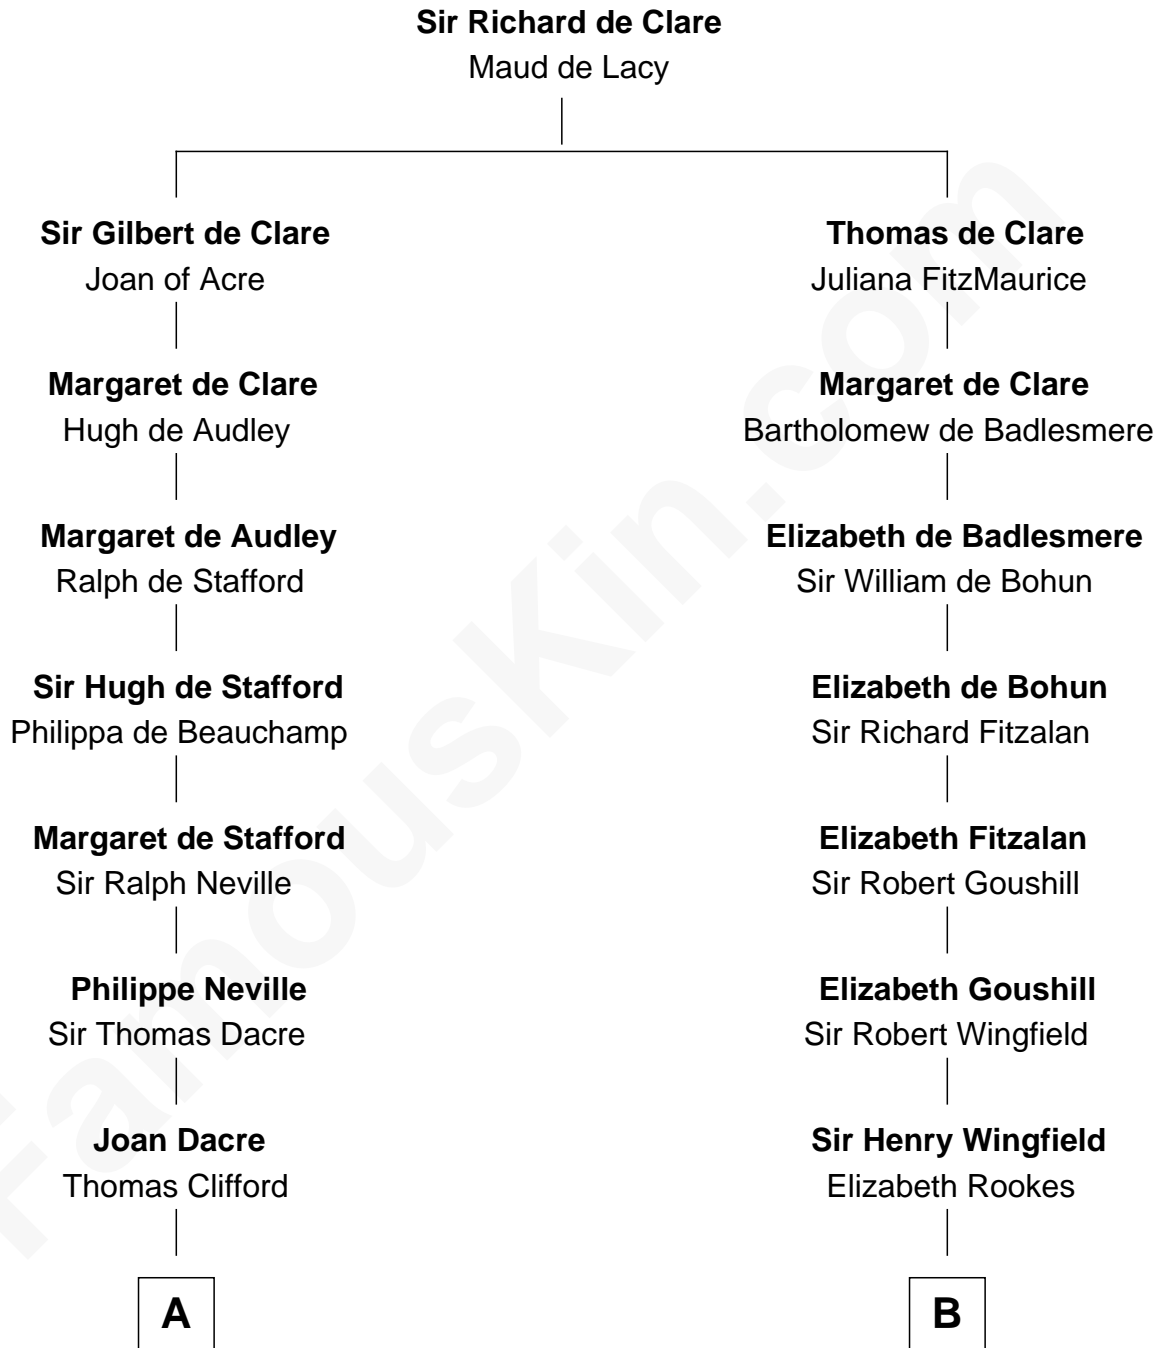 Sir Richard de Clare
Maud de Lacy
Sir Gilbert de Clare
Joan of Acre
Thomas de Clare
Juliana FitzMaurice
Margaret de Clare
Hugh de Audley
Margaret de Clare
Bartholomew de Badlesmere
Margaret de Audley
Ralph de Stafford
Elizabeth de Badlesmere
Sir William de Bohun
Sir Hugh de Stafford
Philippa de Beauchamp
Elizabeth de Bohun
Sir Richard Fitzalan
Margaret de Stafford
Sir Ralph Neville
Elizabeth Fitzalan
Sir Robert Goushill
Philippe Neville
Sir Thomas Dacre
Elizabeth Goushill
Sir Robert Wingfield
Joan Dacre
Thomas Clifford
Sir Henry Wingfield
Elizabeth Rookes
A
B
FamousKin.com